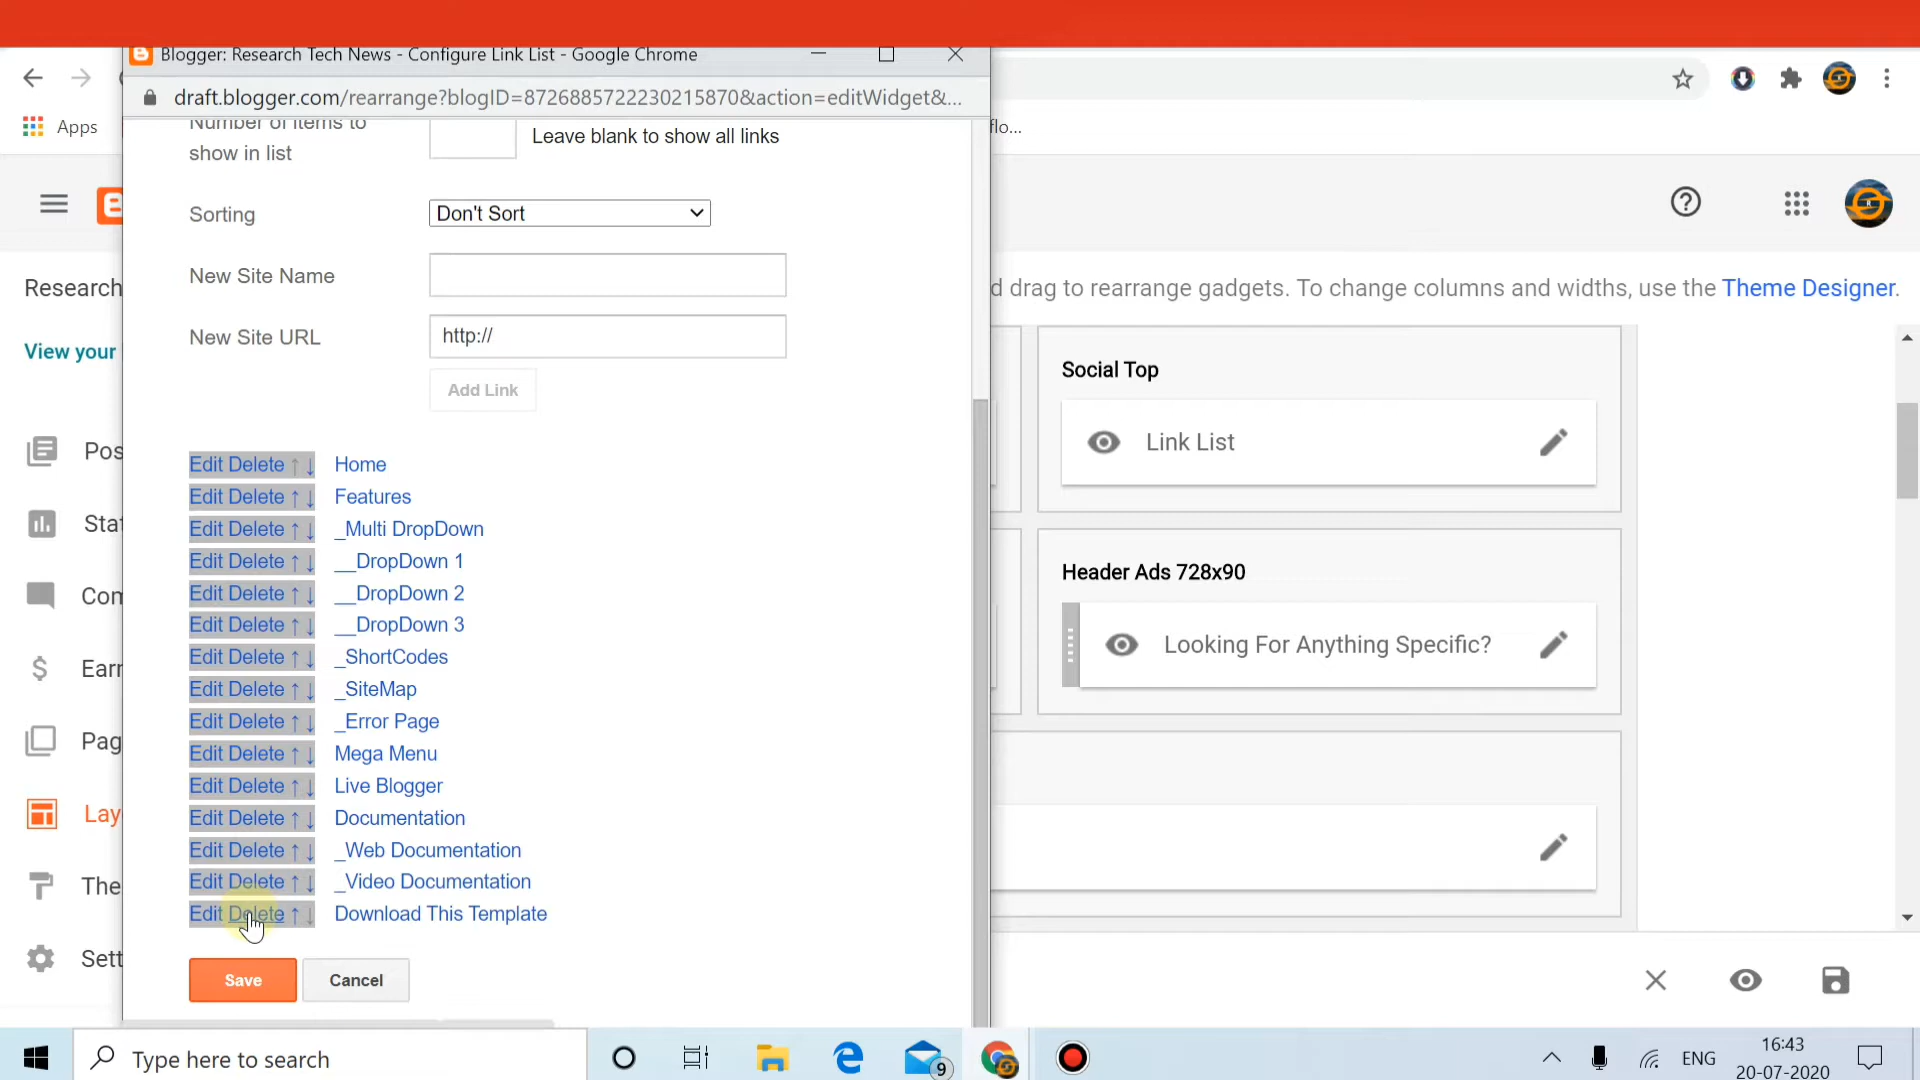 Blogger: Research Tech News - Configure Link List - Google Chrome
draft.blogger.com/rearrange?blogID=8726885722230215870&action=editWidget&...
Apps
flo...
Number of items to
show in list
Leave blank to show all links
Sorting
Don't Sort
New Site Name
New Site URL
http://
Add Link
Edit Delete ↑ ↓ Home
Edit Delete ↑ ↓ Features
Edit Delete ↑ ↓ _Multi DropDown
Edit Delete ↑ ↓ __DropDown 1
Edit Delete ↑ ↓ __DropDown 2
Edit Delete ↑ ↓ __DropDown 3
Edit Delete ↑ ↓ _ShortCodes
Edit Delete ↑ ↓ _SiteMap
Edit Delete ↑ ↓ _Error Page
Edit Delete ↑ ↓ Mega Menu
Edit Delete ↑ ↓ Live Blogger
Edit Delete ↑ ↓ Documentation
Edit Delete ↑ ↓ _Web Documentation
Edit Delete ↑ ↓ _Video Documentation
Edit Delete ↑ ↓ Download This Template
Save
Cancel
Research
View your
Pos
Stat
Com
Earr
Pag
Lay
The
Sett
d drag to rearrange gadgets. To change columns and widths, use the Theme Designer.
Social Top
Link List
Header Ads 728x90
Looking For Anything Specific?
Type here to search
9
ENG
16:43
20-07-2020